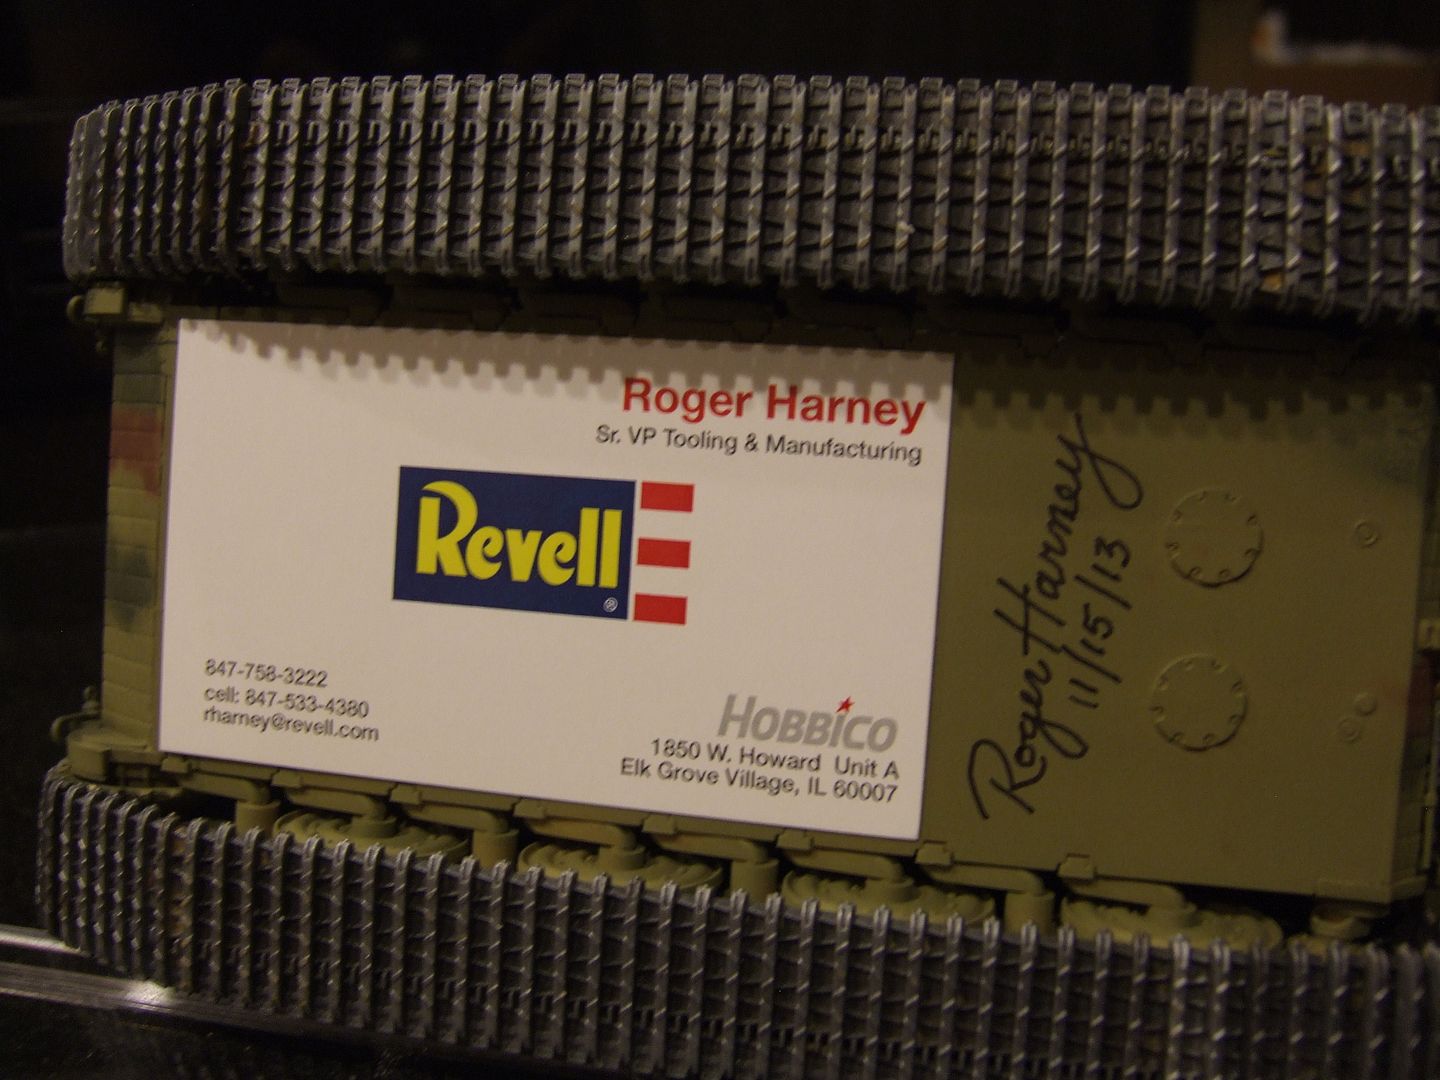 Roger Harney
Sr. VP Tooling & Manufacturing
Revell®
847-758-3222
cell: 847-533-4380
rharney@revell.com
HOBBICO
1850 W. Howard Unit A
Elk Grove Village, IL 60007
Roger Harney
11/15/13